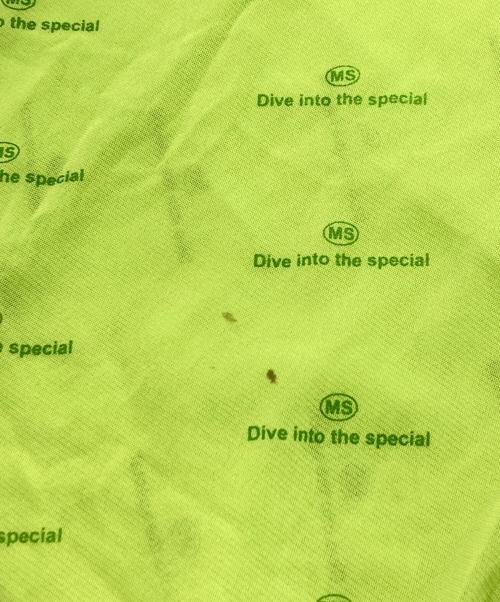 MS
the special
MS
Dive into the special
MS
he special
MS
Dive into the special
special
MS
Dive into the special
special